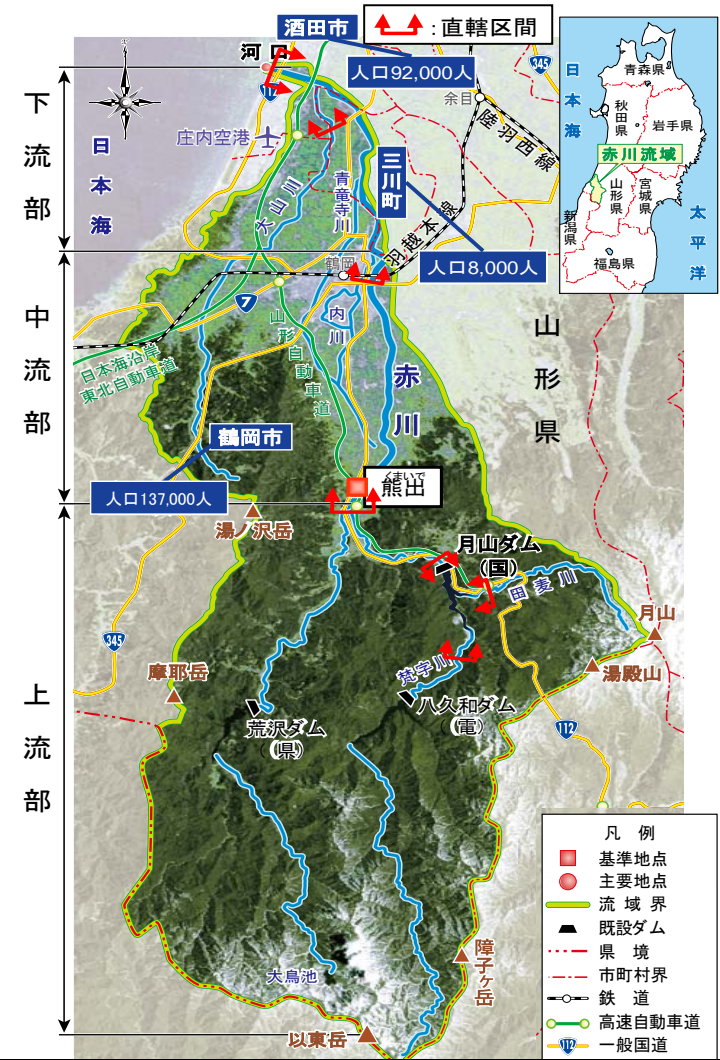 酒田市
:直轄区間
河口
人口92,000人
345
112
余目
陸羽西線
庄内空港
下流部
日本海
三川町
大山川
青竜寺川
羽越本線
鶴岡
人口8,000人
日本海
青森県
秋田県
岩手県
赤川流域
山形県
宮城県
新潟県
太平洋
福島県
中流部
7
内川
山形自動車道
日本海沿岸
東北自動車道
赤川
山形県
鶴岡市
くまいで
熊出
人口137,000人
湯ノ沢岳
月山ダム
(国)
田麦川
月山
345
摩耶岳
梵字川
湯殿山
八久和ダム
(電)
荒沢ダム
(県)
112
上流部
大鳥池
障子ヶ岳
以東岳
凡 例
基準地点
主要地点
流域界
既設ダム
県 境
市町村界
鉄 道
高速自動車道
112
一般国道